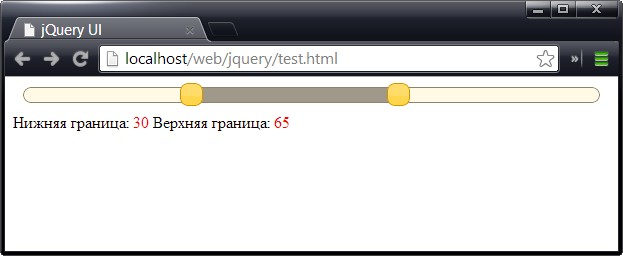 jQuery UI
localhost/web/jquery/test.html
Нижняя граница: 30 Верхняя граница: 65